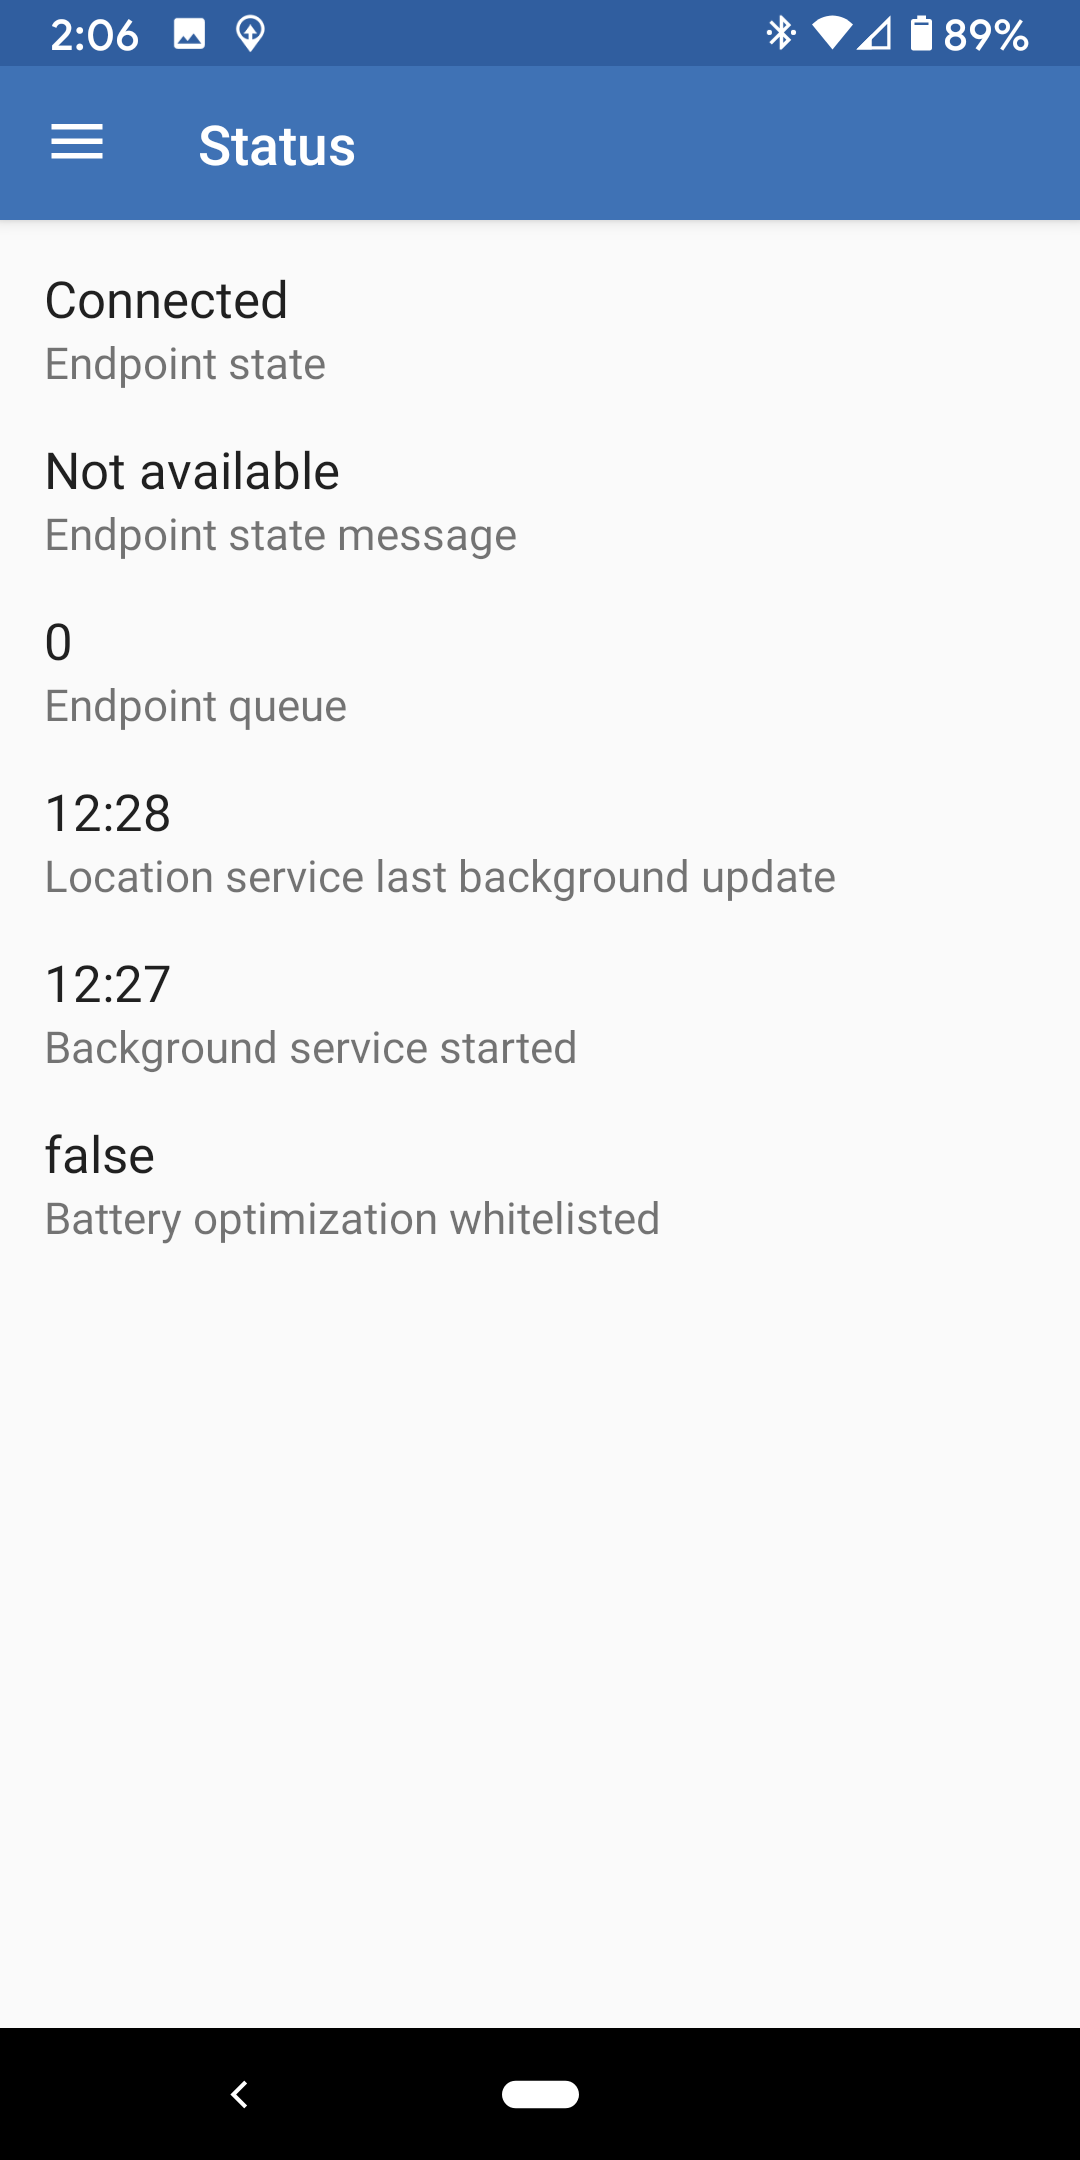 2:06 89%
Status
Connected
Endpoint state
Not available
Endpoint state message
0
Endpoint queue
12:28
Location service last background update
12:27
Background service started
false
Battery optimization whitelisted